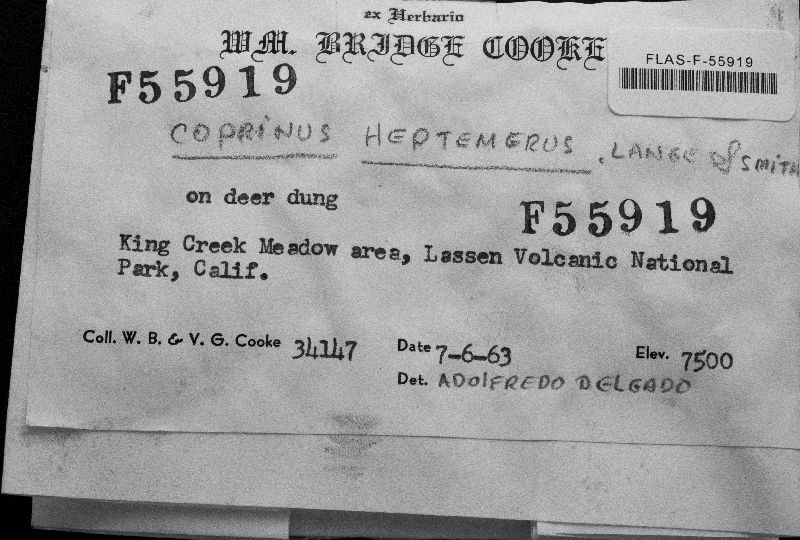 ex Herbario
WM. BRIDGE COOKE
FLAS-F-55919
F55919
COPRINUS HEPTEMERUS . LANGE & SMITH
on deer dung
F55919
King Creek Meadow area, Lassen Volcanic National
Park, Calif.
Coll. W. B. & V. G. Cooke 34147 Date 7-6-63 Elev. 7500
Det. ADOlFREDO DELGADO